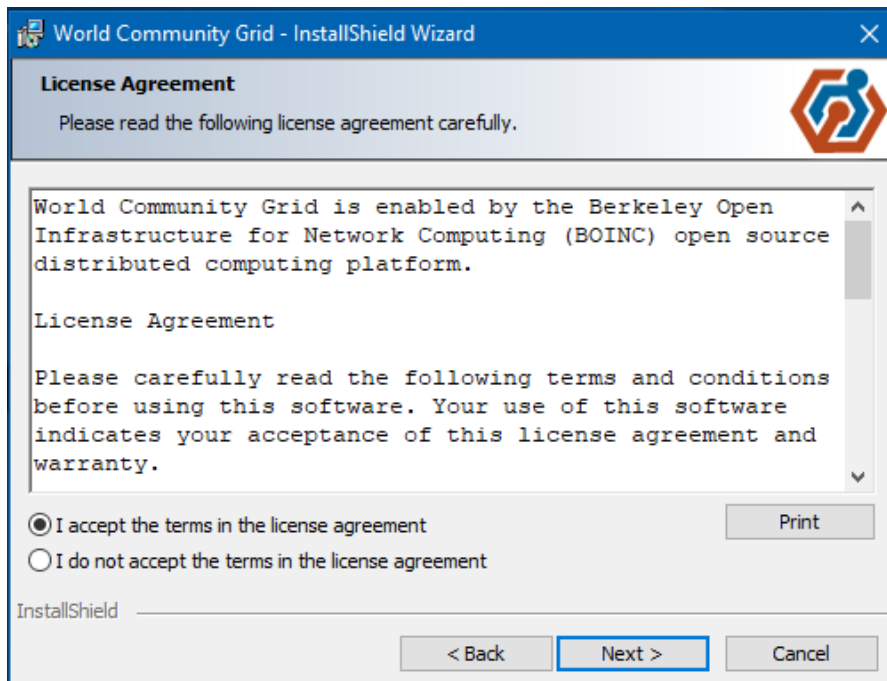 World Community Grid - InstallShield Wizard
License Agreement
Please read the following license agreement carefully.
World Community Grid is enabled by the Berkeley Open
Infrastructure for Network Computing (BOINC) open source
distributed computing platform.
License Agreement
Please carefully read the following terms and conditions
before using this software. Your use of this software
indicates your acceptance of this license agreement and
warranty.
I accept the terms in the license agreement
Print
I do not accept the terms in the license agreement
InstallShield
< Back
Next >
Cancel